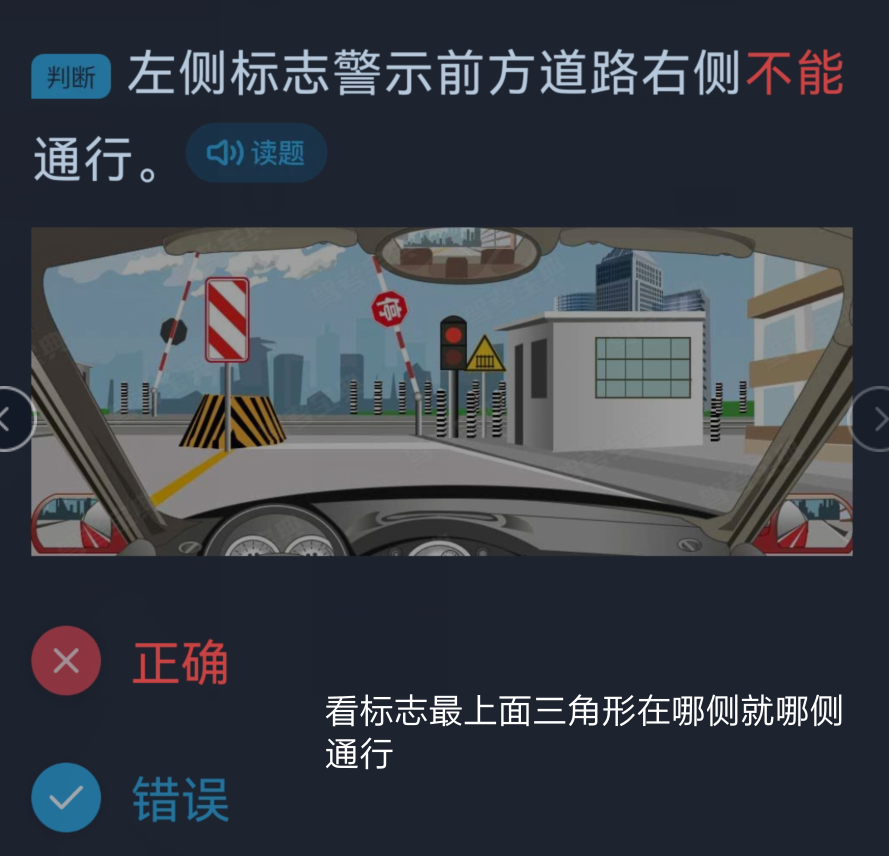 判断 左侧标志警示前方道路右侧不能
通行。 读题
停
正确
看标志最上面三角形在哪侧就哪侧
通行
错误